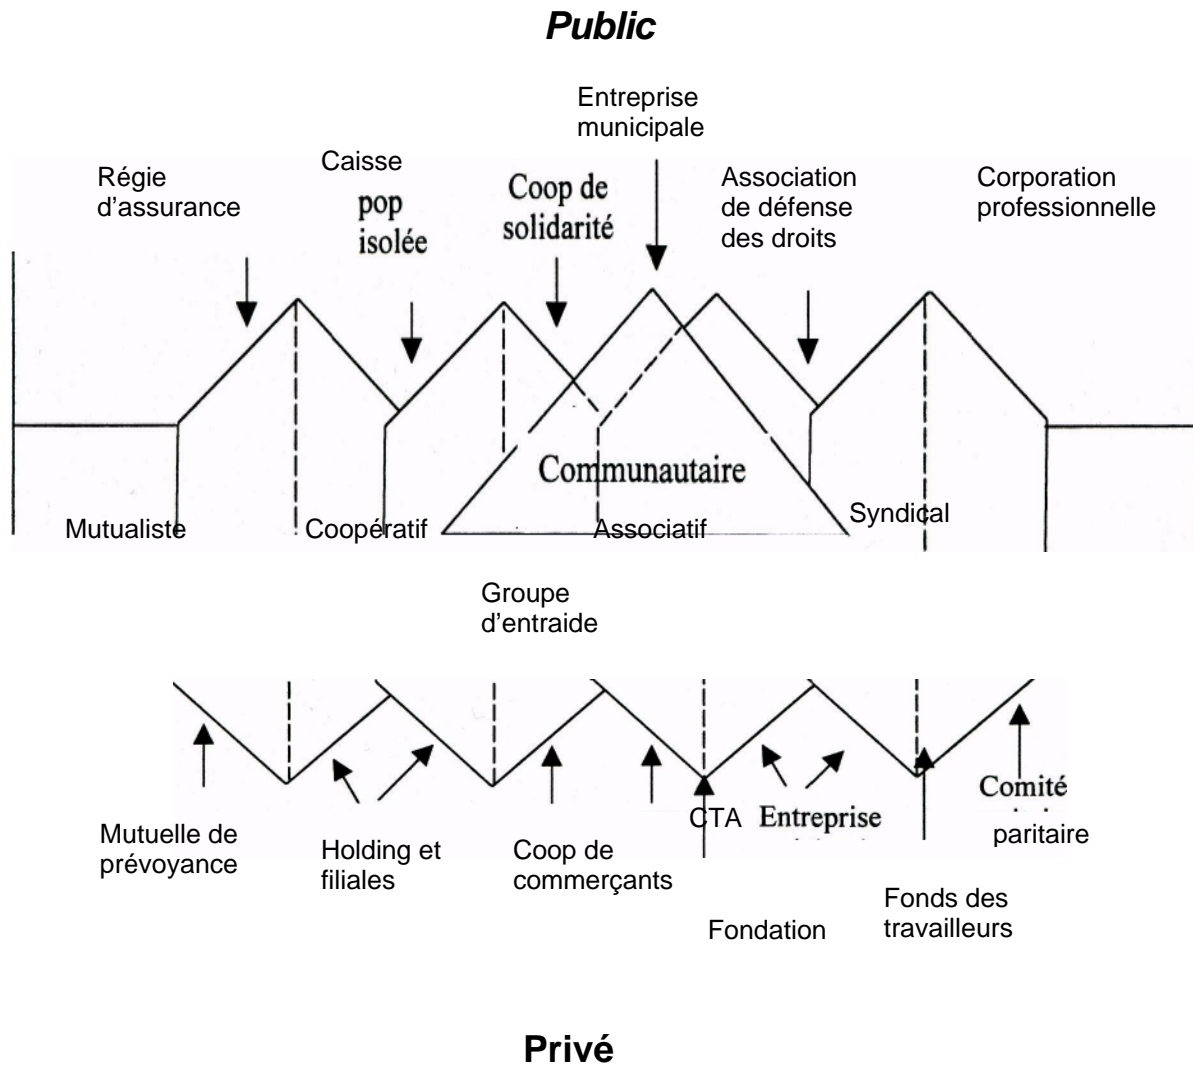 Public
Entreprise
municipale
Régie
d’assurance
Caisse
pop
isolée
Coop de
solidarité
Association
de défense
des droits
Corporation
professionnelle
Communautaire
Mutualiste
Coopératif
Associatif
Syndical
Groupe
d’entraide
Mutuelle de
prévoyance
Holding et
filiales
Coop de
commerçants
CTA
Entreprise
Comité
paritaire
Fondation
Fonds des
travailleurs
Privé